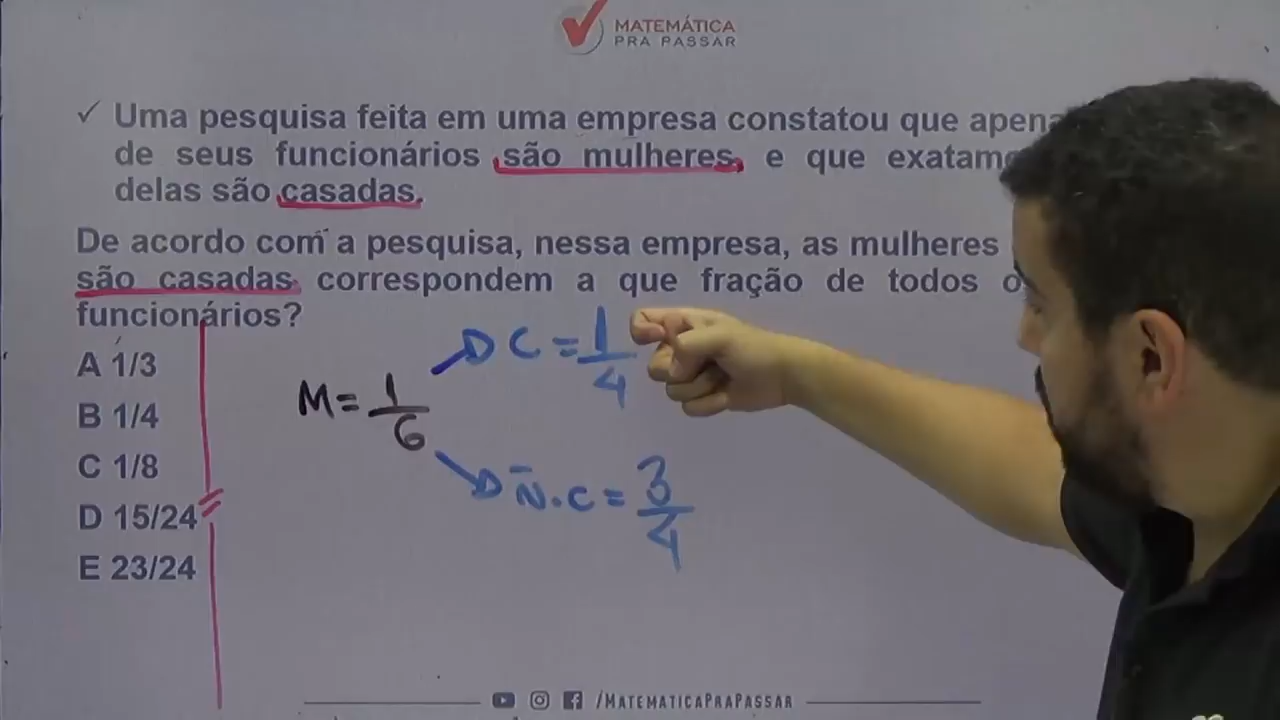 MATEMÁTICA
PRA PASSAR
✓ Uma pesquisa feita em uma empresa constatou que
de seus funcionários são mulheres, e que
delas são casadas.
De acordo com a pesquisa, nessa empresa, as mulheres
são casadas correspondem a que fração de todos
funcionários?
A 1/3
B 1/4
C 1/8
D 15/24
E 23/24
M = 1/6
C = 1/4
Ñ.C = 3/4
/MATEMATICAPRAPASSAR